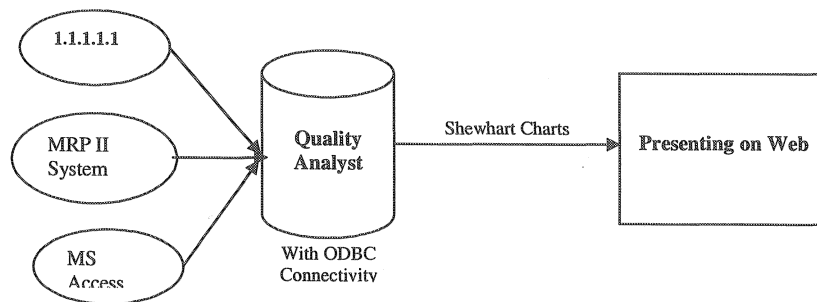 1.1.1.1.1
MRP II
System
MS
Access
Quality
Analyst
With ODBC
Connectivity
Shewhart Charts
Presenting on Web